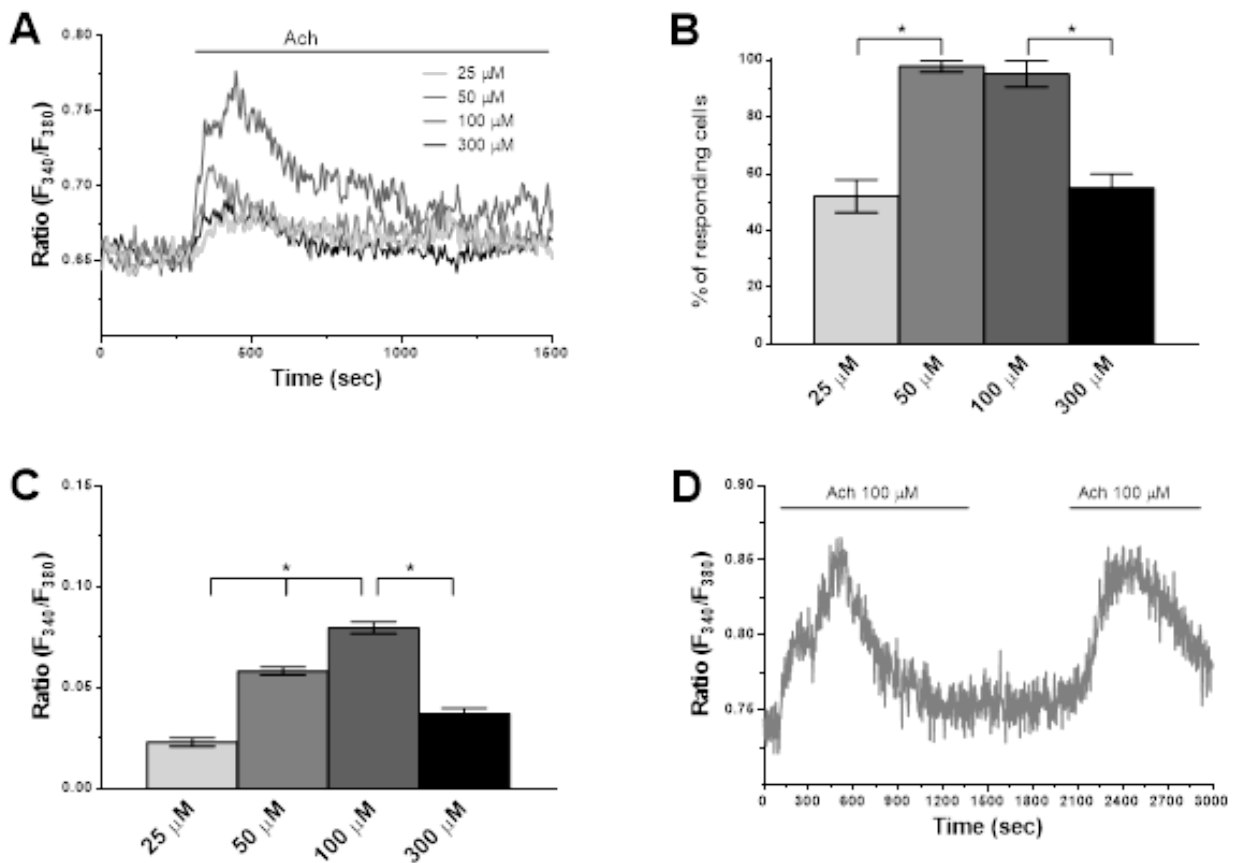 A
Ach
25 μM
50 μM
100 μM
300 μM
Ratio (F340/F380)
0.80
0.75
0.70
0.65
0 500 1000 1500
Time (sec)
B
*
*
% of responding cells
100
80
60
40
20
0
25 μM 50 μM 100 μM 300 μM
C
*
*
Ratio (F340/F380)
0.15
0.10
0.05
0.00
25 μM 50 μM 100 μM 300 μM
D
Ach 100 μM Ach 100 μM
Ratio (F340/F380)
0.90
0.85
0.80
0.75
0 300 600 900 1200 1500 1800 2100 2400 2700 3000
Time (sec)